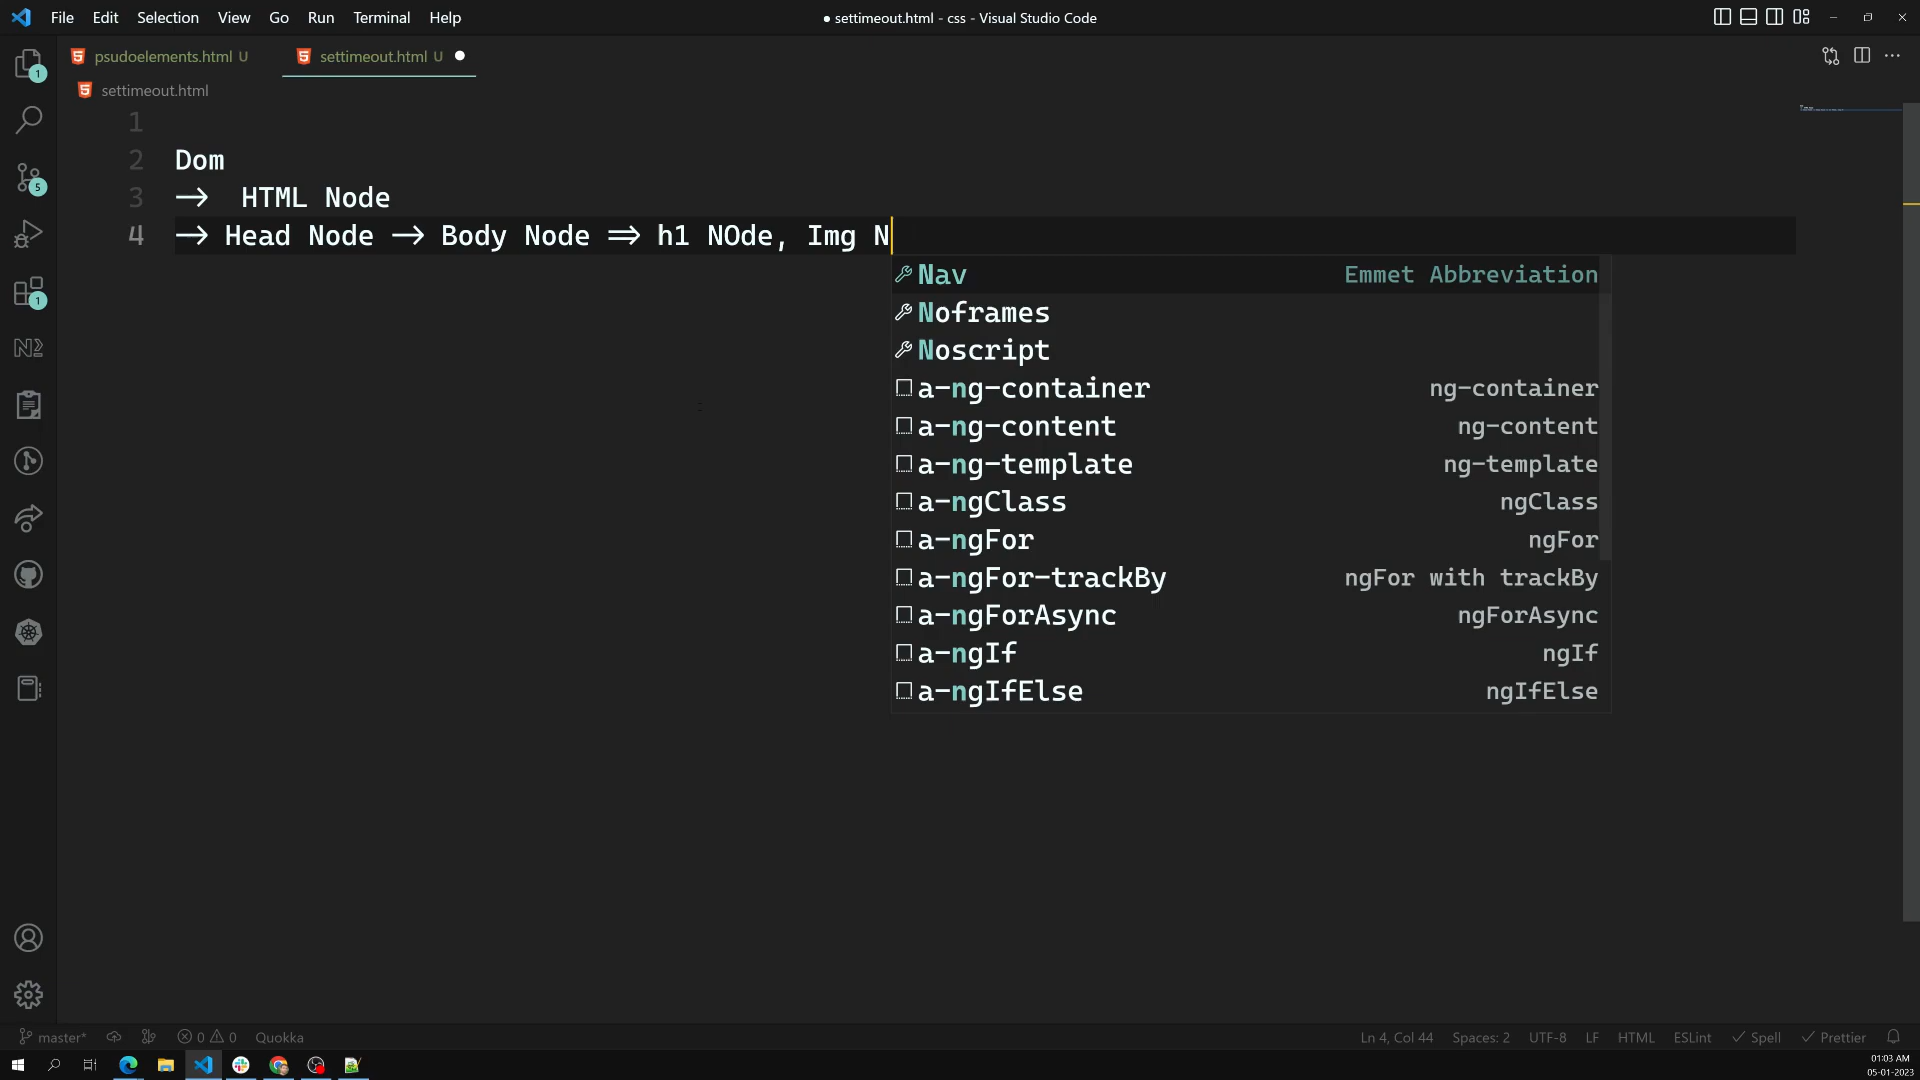 File Edit Selection View Go Run Terminal Help
● settimeout.html - css - Visual Studio Code
psudoelements.html U
settimeout.html U ●
settimeout.html
1
2 Dom
3 —> HTML Node
4 —> Head Node —> Body Node => h1 NOde, Img N
Nav Emmet Abbreviation
Noframes
Noscript
a-ng-container ng-container
a-ng-content ng-content
a-ng-template ng-template
a-ngClass ngClass
a-ngFor ngFor
a-ngFor-trackBy ngFor with trackBy
a-ngForAsync ngForAsync
a-ngIf ngIf
a-ngIfElse ngIfElse
1
5
1
master* 0 0 Quokka
Ln 4, Col 44 Spaces: 2 UTF-8 LF HTML ESLint Spell Prettier
01:03 AM
05-01-2023